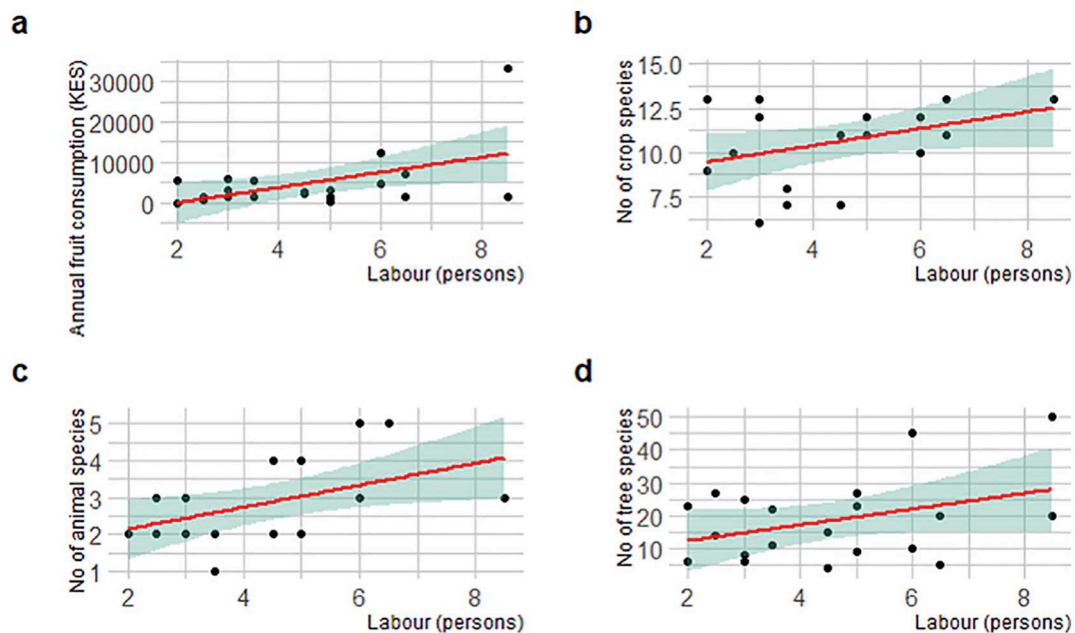 a
Annual fruit consumption (KES)
30000
20000
10000
0
2 4 6 8
Labour (persons)
b
No of crop species
15.0
12.5
10.0
7.5
2 4 6 8
Labour (persons)
c
No of animal species
5
4
3
2
1
2 4 6 8
Labour (persons)
d
No of tree species
50
40
30
20
10
2 4 6 8
Labour (persons)